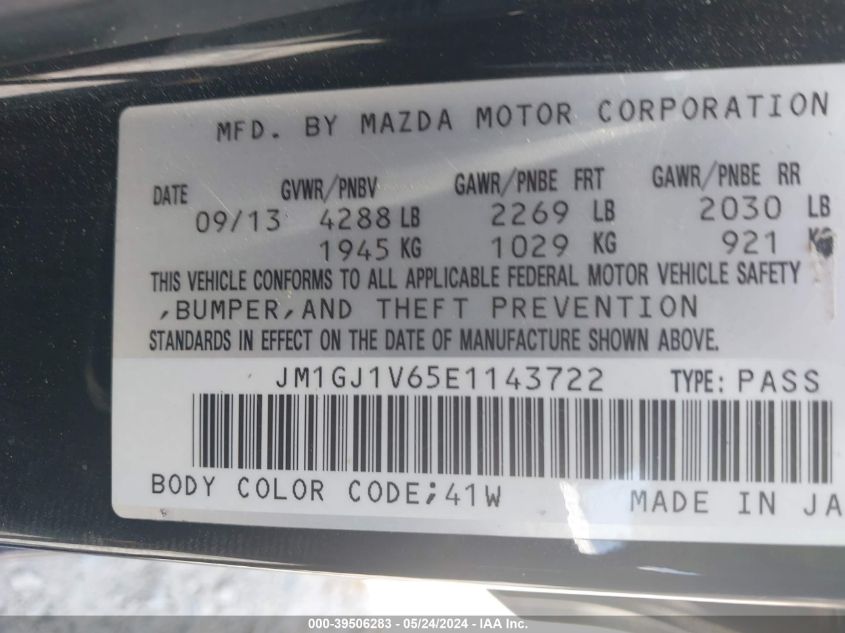 MFD. BY MAZDA MOTOR CORPORATION
DATE GVWR/PNBV GAWR/PNBE FRT GAWR/PNBE RR
09/13 4288 LB 2269 LB 2030 LB
1945 KG 1029 KG 921 KG
THIS VEHICLE CONFORMS TO ALL APPLICABLE FEDERAL MOTOR VEHICLE SAFETY
,BUMPER,AND THEFT PREVENTION
STANDARDS IN EFFECT ON THE DATE OF MANUFACTURE SHOWN ABOVE.
JM1GJ1V65E1143722 TYPE: PASS
BODY COLOR CODE;41W MADE IN JA
000-39506283 - 05/24/2024 - IAA Inc.